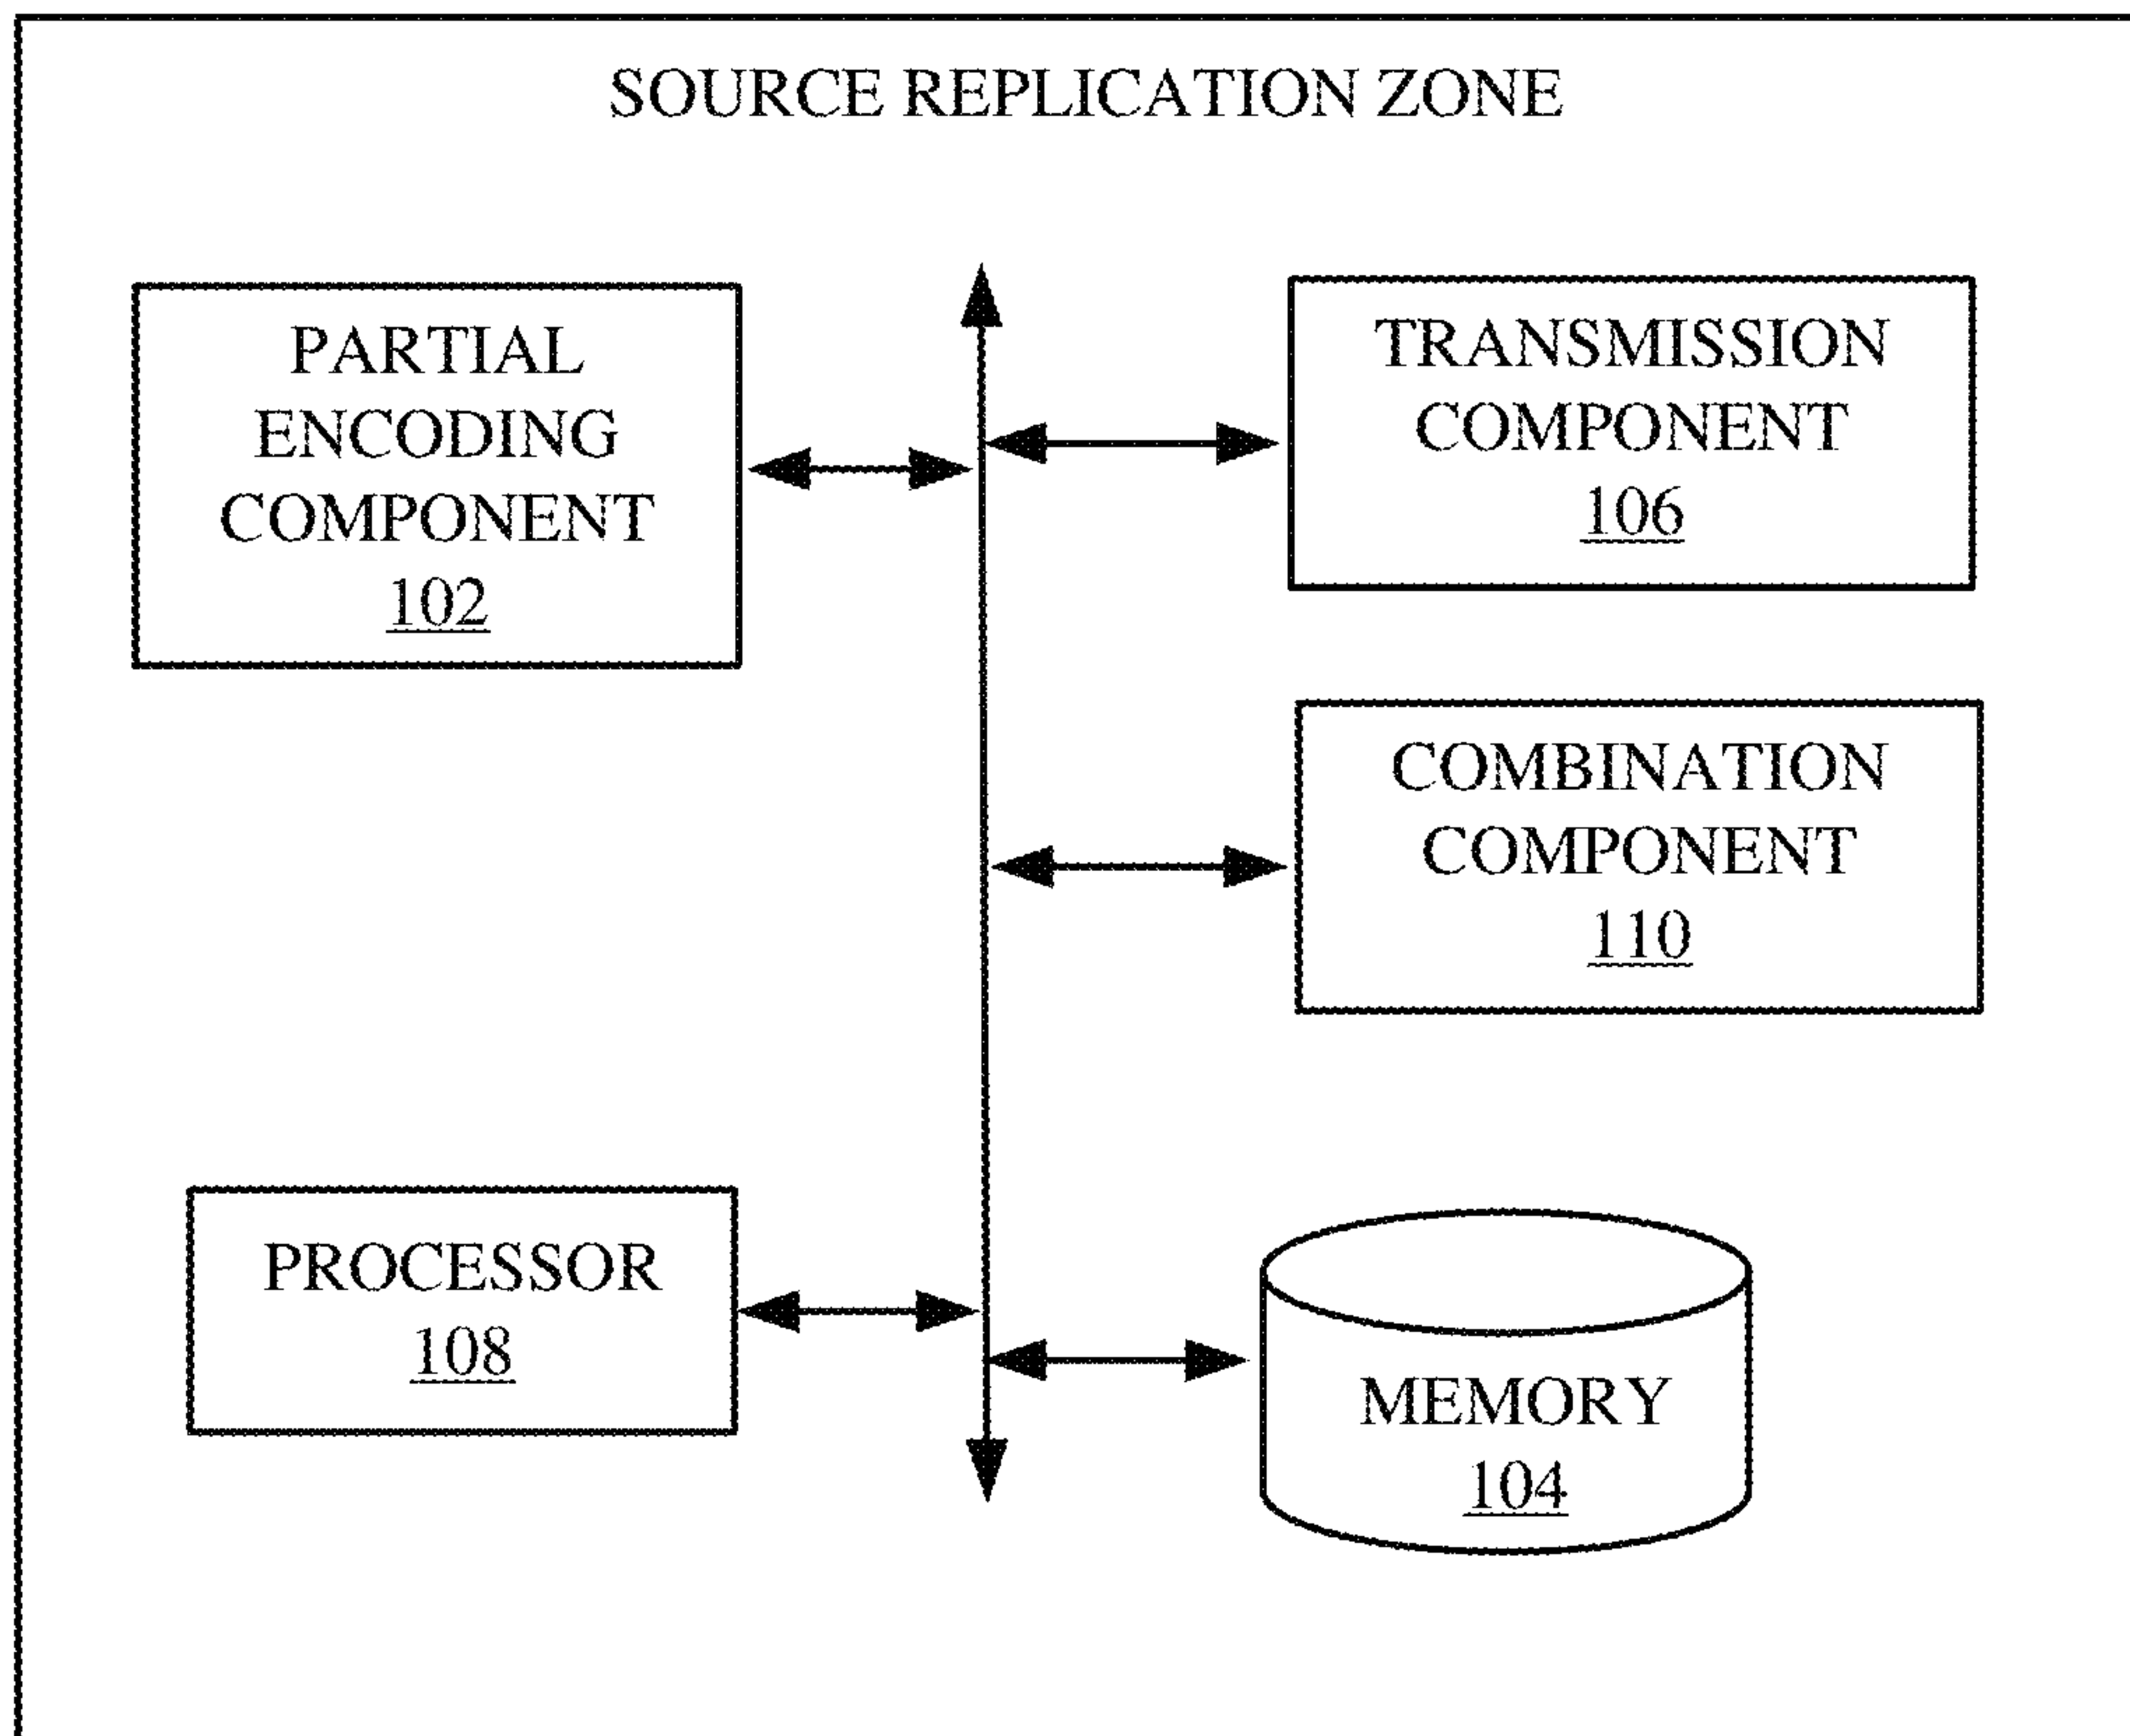 SOURCE REPLICATION ZONE
PARTIAL
ENCODING
COMPONENT
102
TRANSMISSION
COMPONENT
106
COMBINATION
COMPONENT
110
PROCESSOR
108
MEMORY
104